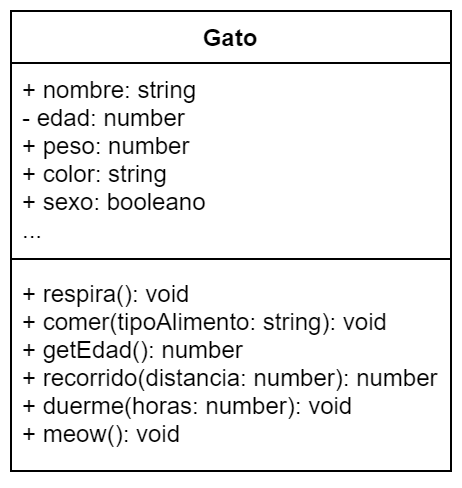 Gato
+ nombre: string
- edad: number
+ peso: number
+ color: string
+ sexo: booleano
...
+ respira(): void
+ comer(tipoAlimento: string): void
+ getEdad(): number
+ recorrido(distancia: number): number
+ duerme(horas: number): void
+ meow(): void